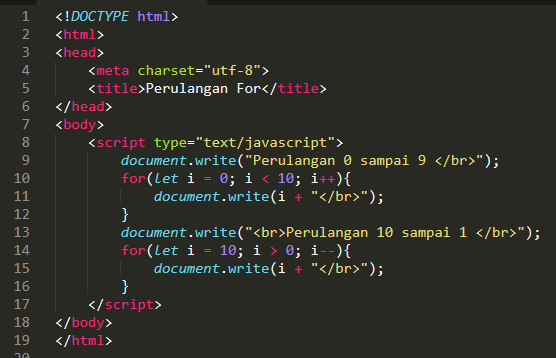 1 <!DOCTYPE html>
2 <html>
3 <head>
4     <meta charset="utf-8">
5     <title>Perulangan For</title>
6 </head>
7 <body>
8     <script type="text/javascript">
9         document.write("Perulangan 0 sampai 9 </br>");
10         for(let i = 0; i < 10; i++){
11             document.write(i + "</br>");
12         }
13         document.write("<br>Perulangan 10 sampai 1 </br>");
14         for(let i = 10; i > 0; i--){
15             document.write(i + "</br>");
16         }
17     </script>
18 </body>
19 </html>
20